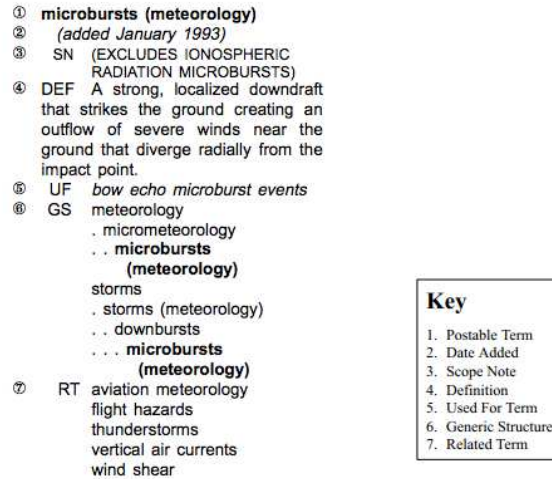 ① microbursts (meteorology)
② (added January 1993)
③ SN (EXCLUDES IONOSPHERIC
RADIATION MICROBURSTS)
④ DEF A strong, localized downdraft
that strikes the ground creating an
outflow of severe winds near the
ground that diverge radially from the
impact point.
⑤ UF bow echo microburst events
⑥ GS meteorology
. micrometeorology
. . microbursts
(meteorology)
storms
. storms (meteorology)
. . downbursts
. . . microbursts
(meteorology)
⑦ RT aviation meteorology
flight hazards
thunderstorms
vertical air currents
wind shear
Key
1. Postable Term
2. Date Added
3. Scope Note
4. Definition
5. Used For Term
6. Generic Structure
7. Related Term